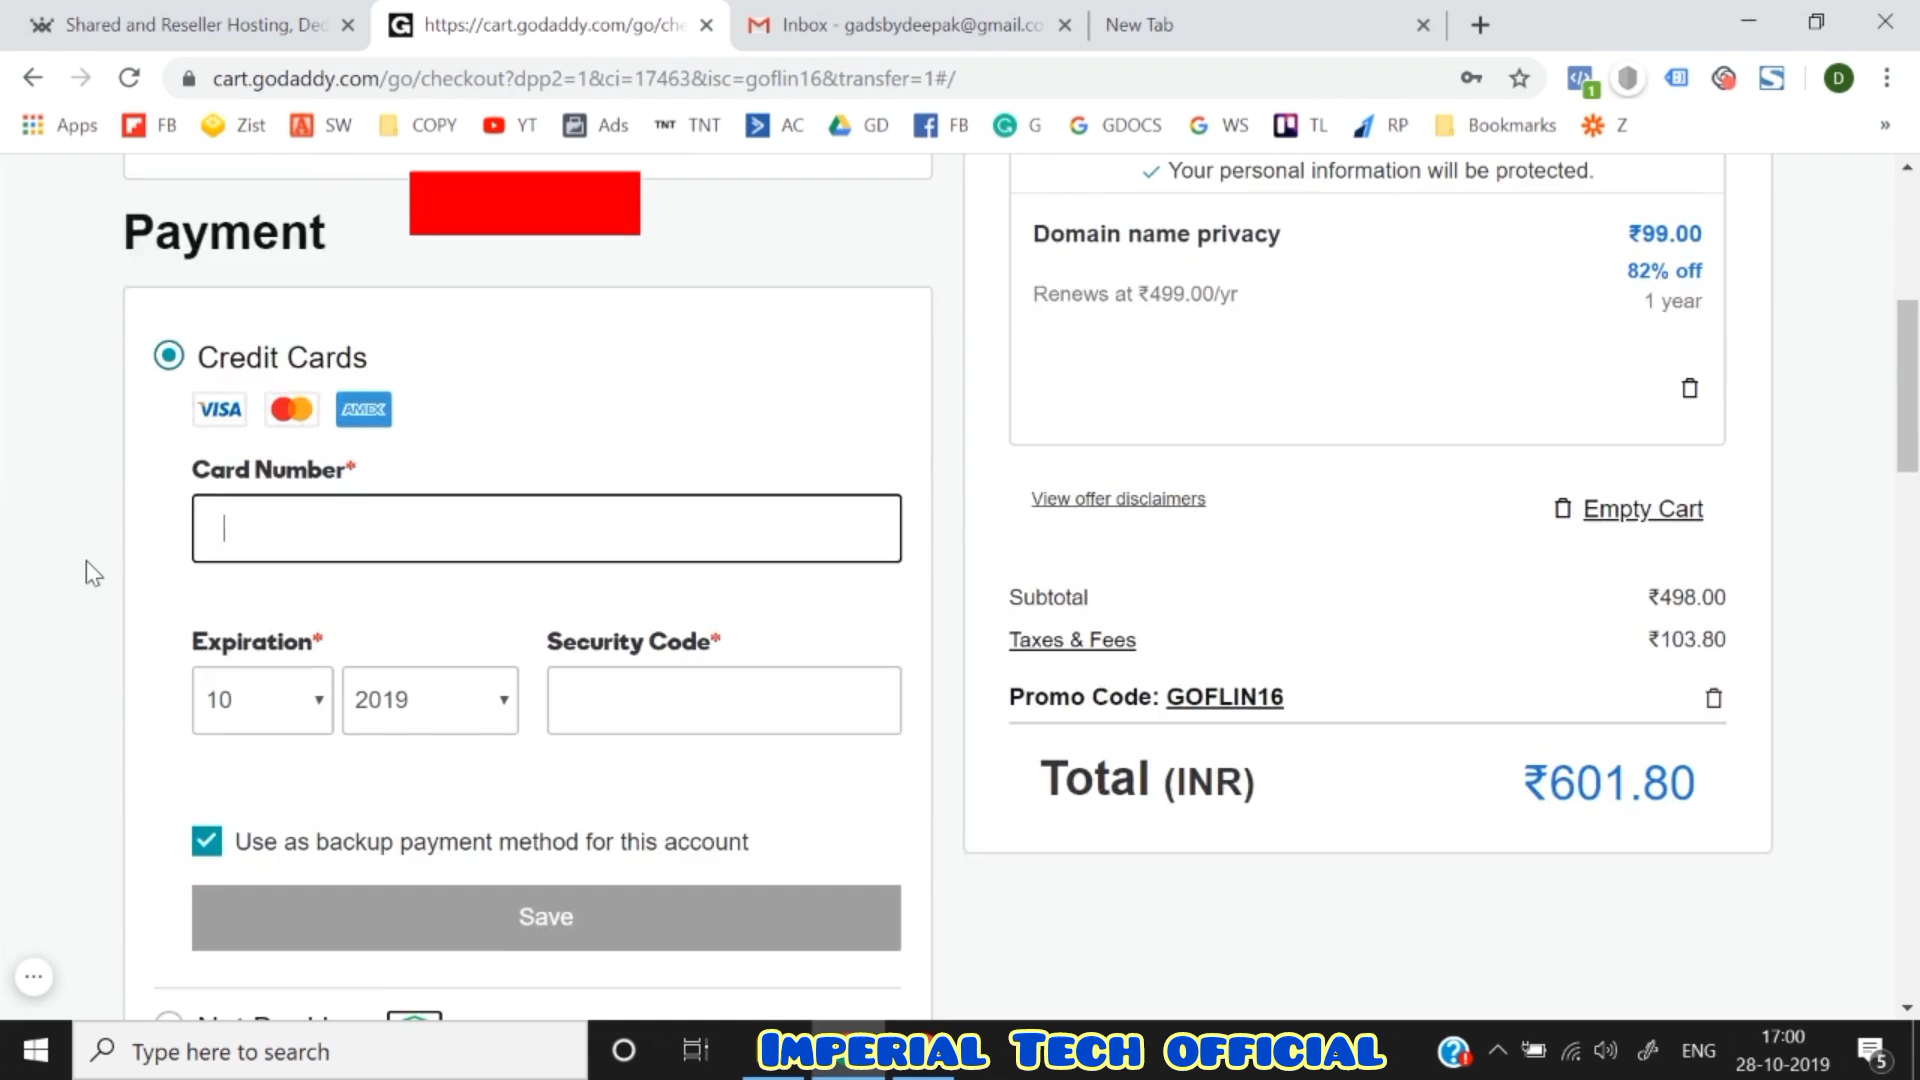 Shared and Reseller Hosting, Dec
https://cart.godaddy.com/go/che
Inbox - gadsbydeepak@gmail.co
New Tab
cart.godaddy.com/go/checkout?dpp2=1&ci=17463&isc=goflin16&transfer=1#/
1
D
Apps
FB
Zist
SW
COPY
YT
Ads
TNT TNT
AC
GD
FB
G
GDOCS
WS
TL
RP
Bookmarks
Z
»
Payment
Credit Cards
VISA
AMEX
Card Number*
Expiration*
Security Code*
10
2019
Use as backup payment method for this account
Save
Your personal information will be protected.
Domain name privacy
₹99.00
82% off
Renews at ₹499.00/yr
1 year
View offer disclaimers
Empty Cart
Subtotal
₹498.00
Taxes & Fees
₹103.80
Promo Code: GOFLIN16
Total (INR)
₹601.80
Type here to search
Imperial Tech official
ENG
17:00
28-10-2019
5